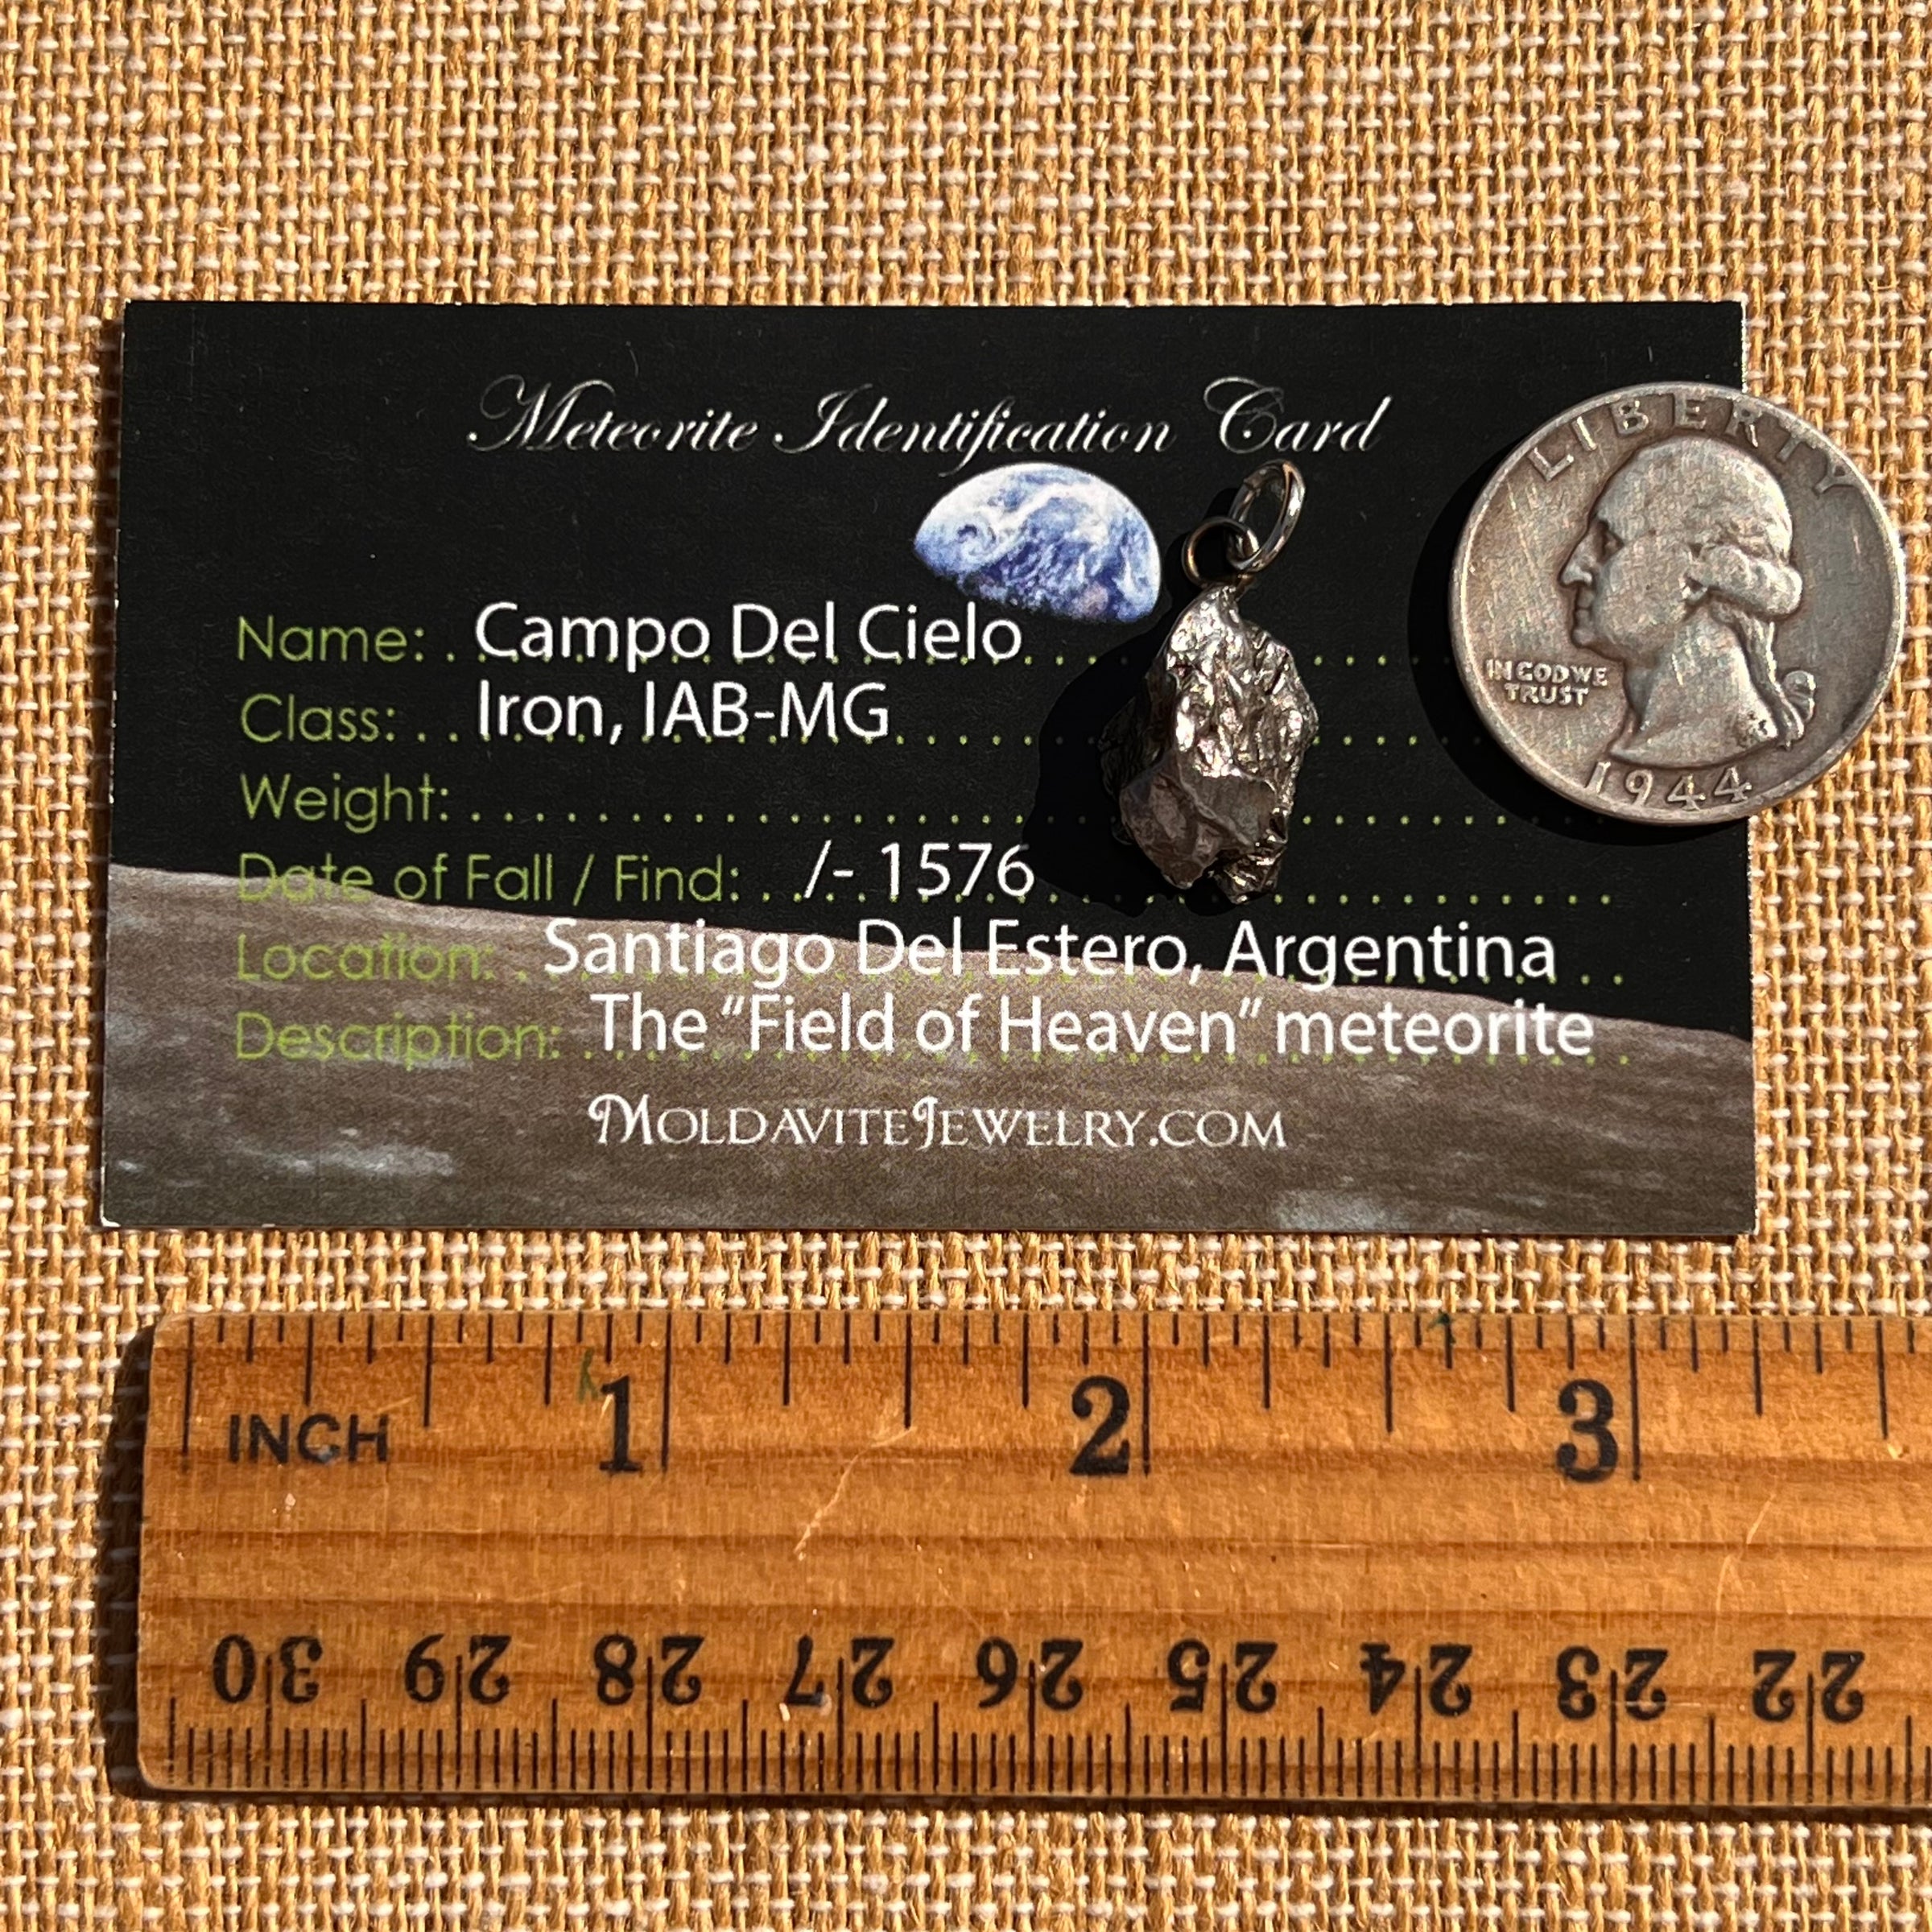 Meteorite Identification Card
Name: . Campo Del Cielo
Class: . . Iron, IAB-MG
Weight:
Date of Fall / Find: . . /- 1576
Location: . Santiago Del Estero, Argentina . .
Description: The "Field of Heaven" meteorite
MOLDAVITEJEWELRY.COM
LIBERTY
IN GOD WE
TRUST
1944
INCH 1 2 3
30 29 28 27 26 25 24 23 22